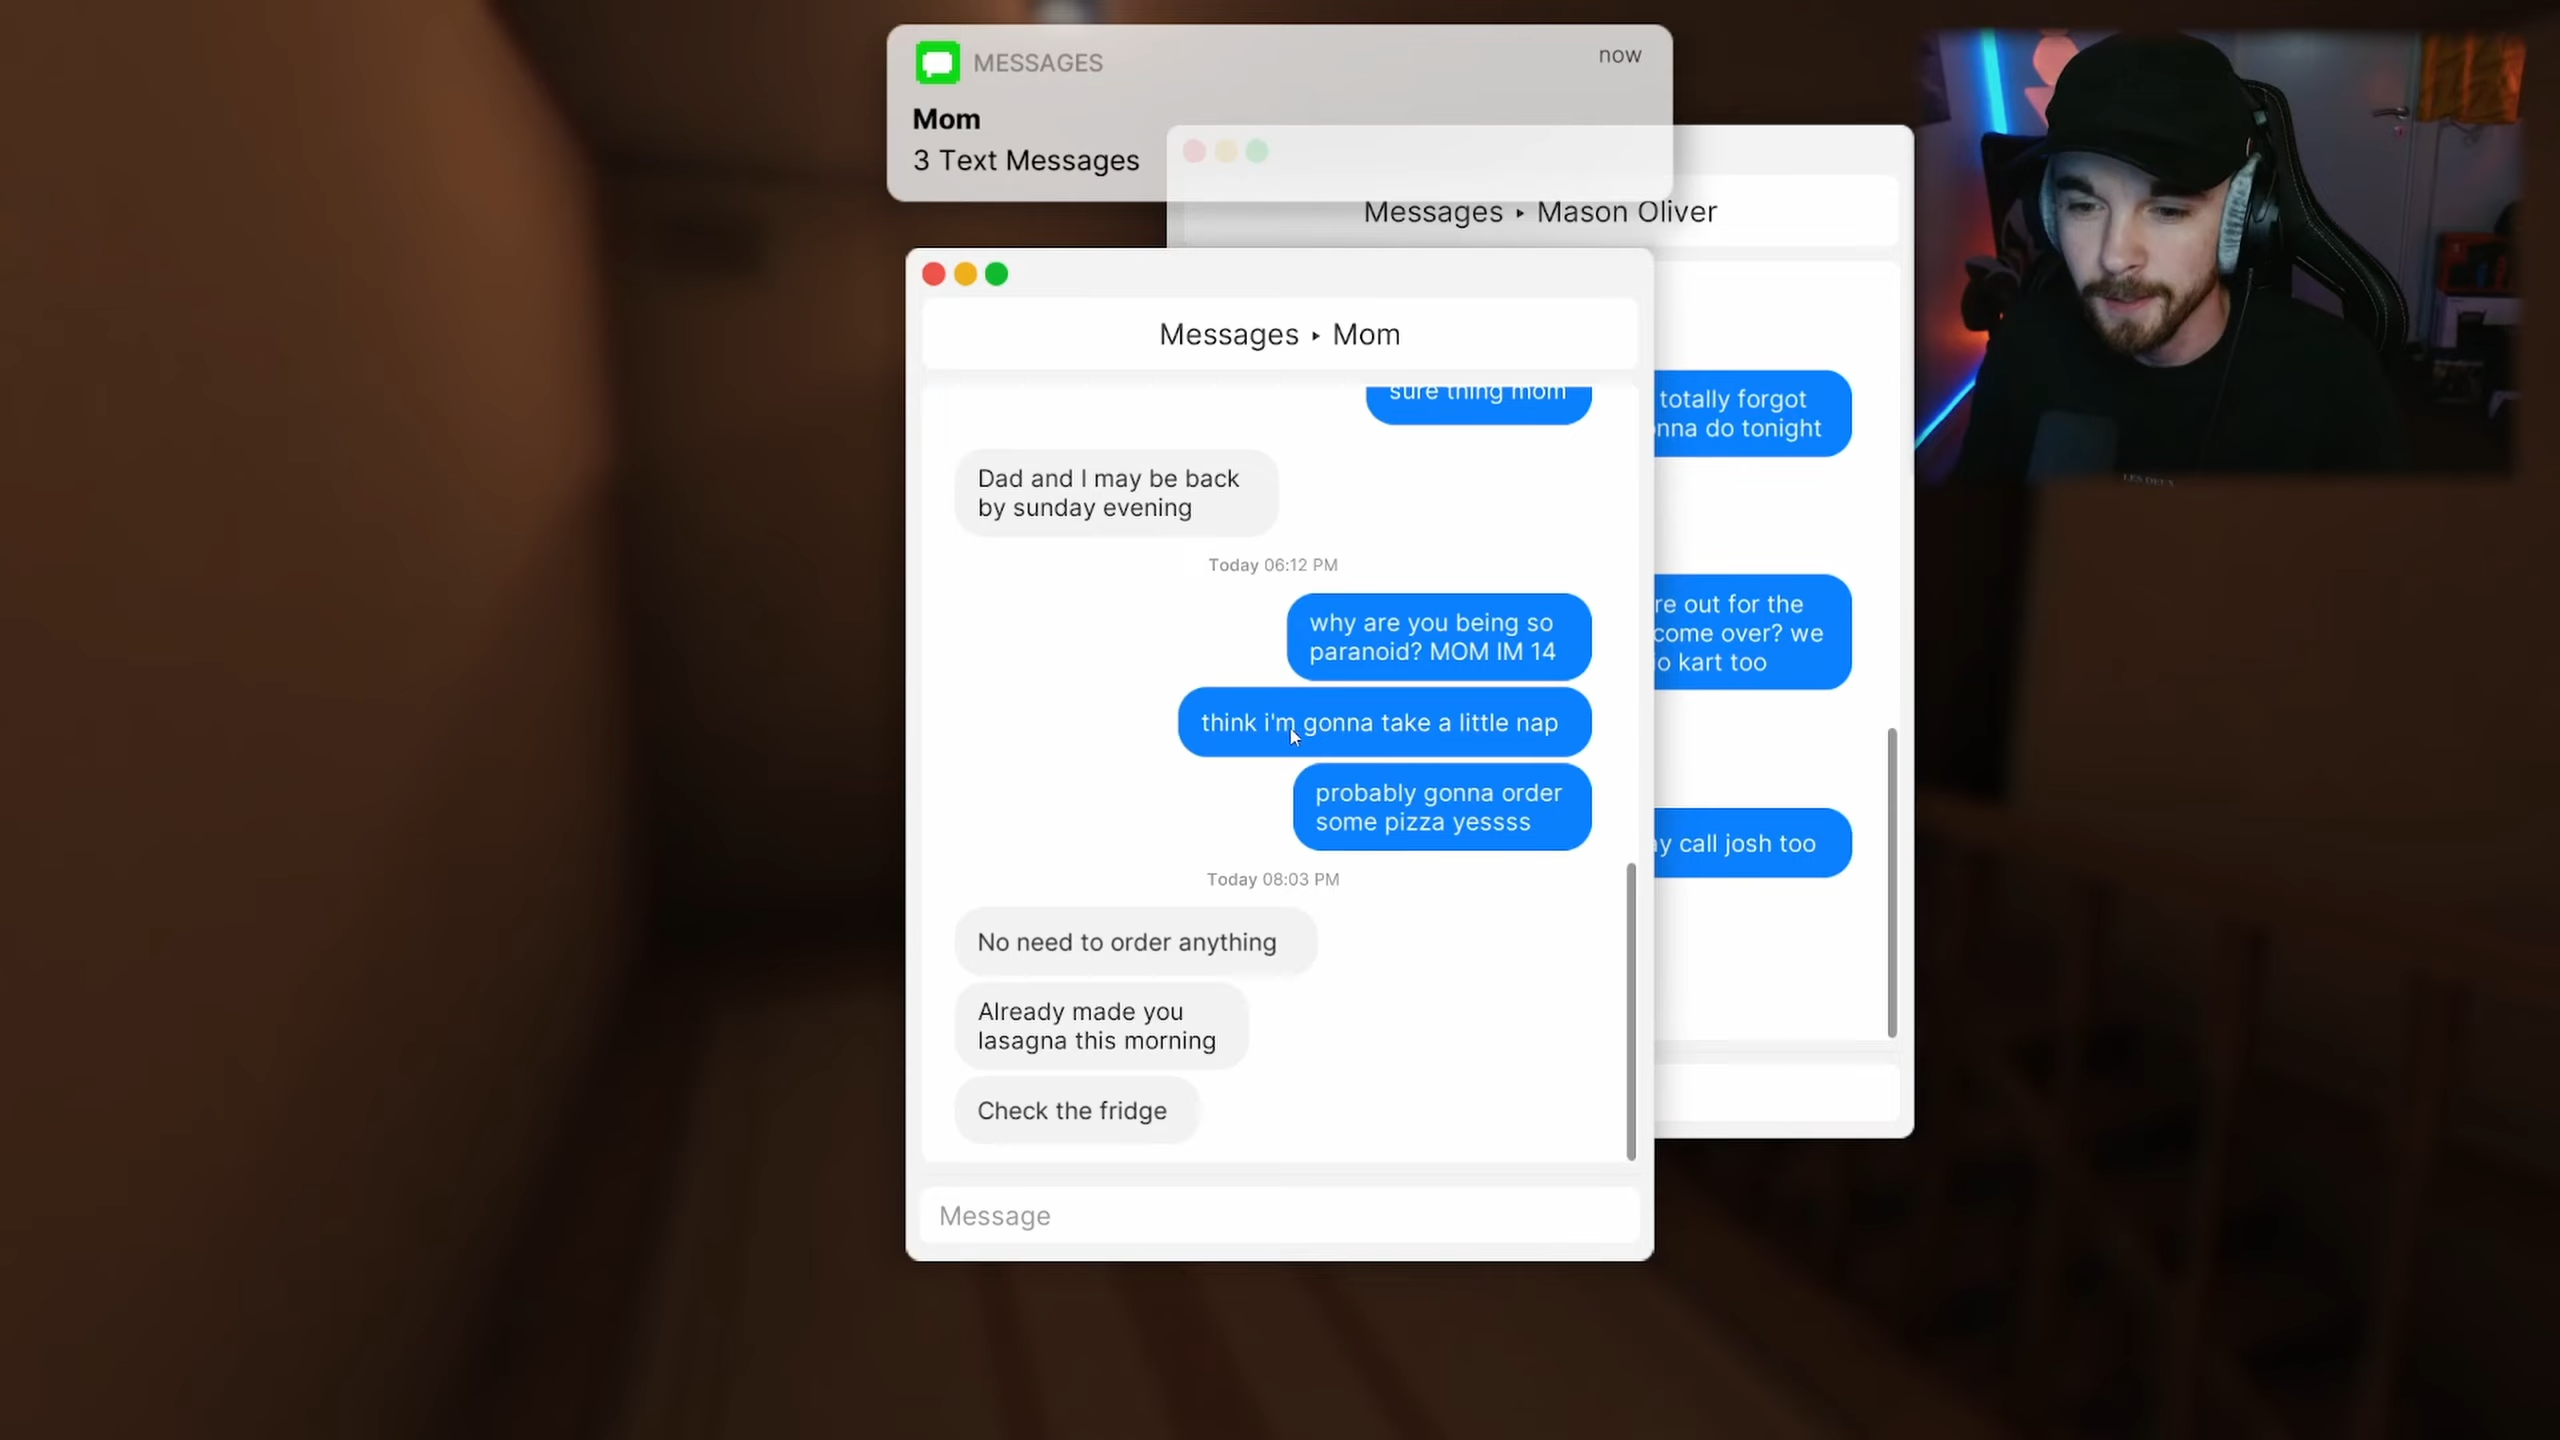 MESSAGES
now
Mom
3 Text Messages
Messages ▸ Mason Oliver
totally forgot
do tonight
re out for the
come over? we
kart too
call josh too
Messages ▸ Mom
sure thing mom
Dad and I may be back
by sunday evening
Today 06:12 PM
why are you being so
paranoid? MOM IM 14
think i'm gonna take a little nap
probably gonna order
some pizza yessss
Today 08:03 PM
No need to order anything
Already made you
lasagna this morning
Check the fridge
Message
LES DEUX